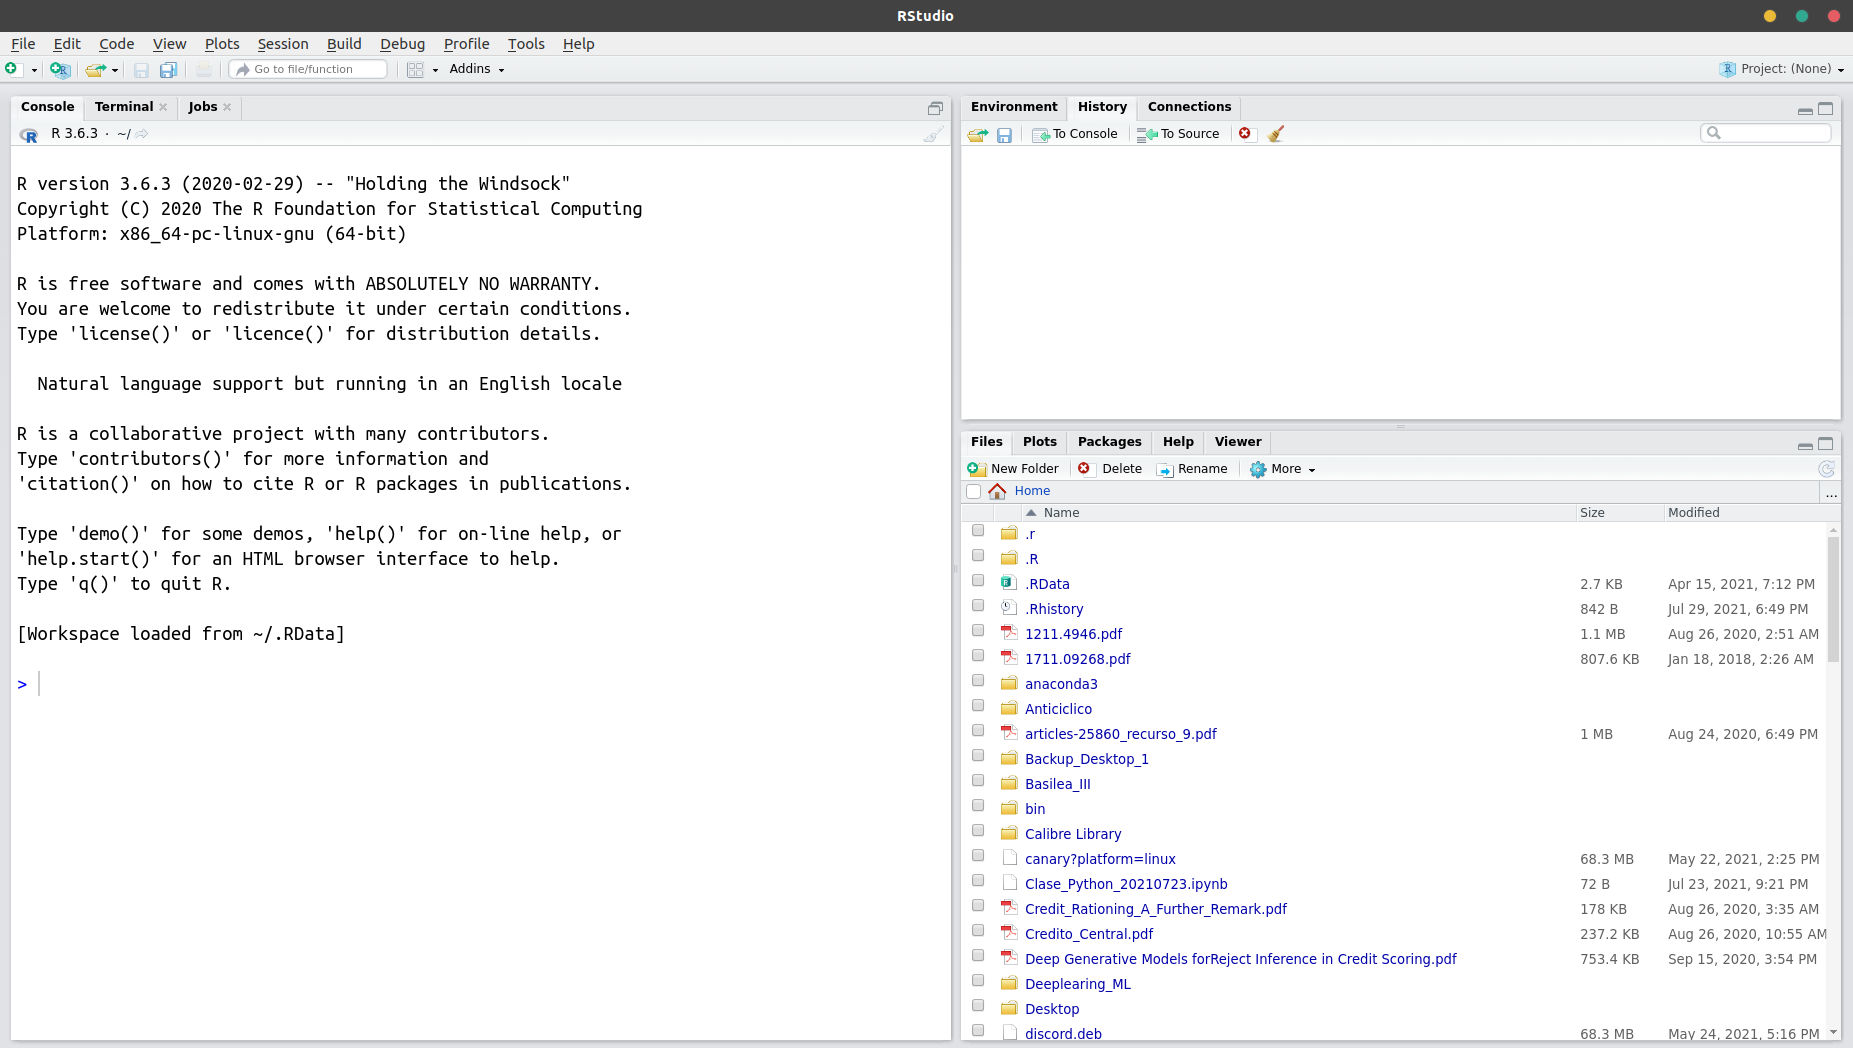 RStudio
File Edit Code View Plots Session Build Debug Profile Tools Help
Go to file/function Addins Project: (None)
Console Terminal Jobs
R 3.6.3 · ~/
R version 3.6.3 (2020-02-29) -- "Holding the Windsock"
Copyright (C) 2020 The R Foundation for Statistical Computing
Platform: x86_64-pc-linux-gnu (64-bit)
R is free software and comes with ABSOLUTELY NO WARRANTY.
You are welcome to redistribute it under certain conditions.
Type 'license()' or 'licence()' for distribution details.
Natural language support but running in an English locale
R is a collaborative project with many contributors.
Type 'contributors()' for more information and
'citation()' on how to cite R or R packages in publications.
Type 'demo()' for some demos, 'help()' for on-line help, or
'help.start()' for an HTML browser interface to help.
Type 'q()' to quit R.
[Workspace loaded from ~/.RData]
>
Environment History Connections
To Console To Source
Files Plots Packages Help Viewer
New Folder Delete Rename More
Home ...
Name Size Modified
.r
.R
.RData 2.7 KB Apr 15, 2021, 7:12 PM
.Rhistory 842 B Jul 29, 2021, 6:49 PM
1211.4946.pdf 1.1 MB Aug 26, 2020, 2:51 AM
1711.09268.pdf 807.6 KB Jan 18, 2018, 2:26 AM
anaconda3
Anticiclico
articles-25860_recurso_9.pdf 1 MB Aug 24, 2020, 6:49 PM
Backup_Desktop_1
Basilea_III
bin
Calibre Library
canary?platform=linux 68.3 MB May 22, 2021, 2:25 PM
Clase_Python_20210723.ipynb 72 B Jul 23, 2021, 9:21 PM
Credit_Rationing_A_Further_Remark.pdf 178 KB Aug 26, 2020, 3:35 AM
Credito_Central.pdf 237.2 KB Aug 26, 2020, 10:55 AM
Deep Generative Models forReject Inference in Credit Scoring.pdf 753.4 KB Sep 15, 2020, 3:54 PM
Deeplearing_ML
Desktop
discord.deb 68.3 MB May 24, 2021, 5:16 PM